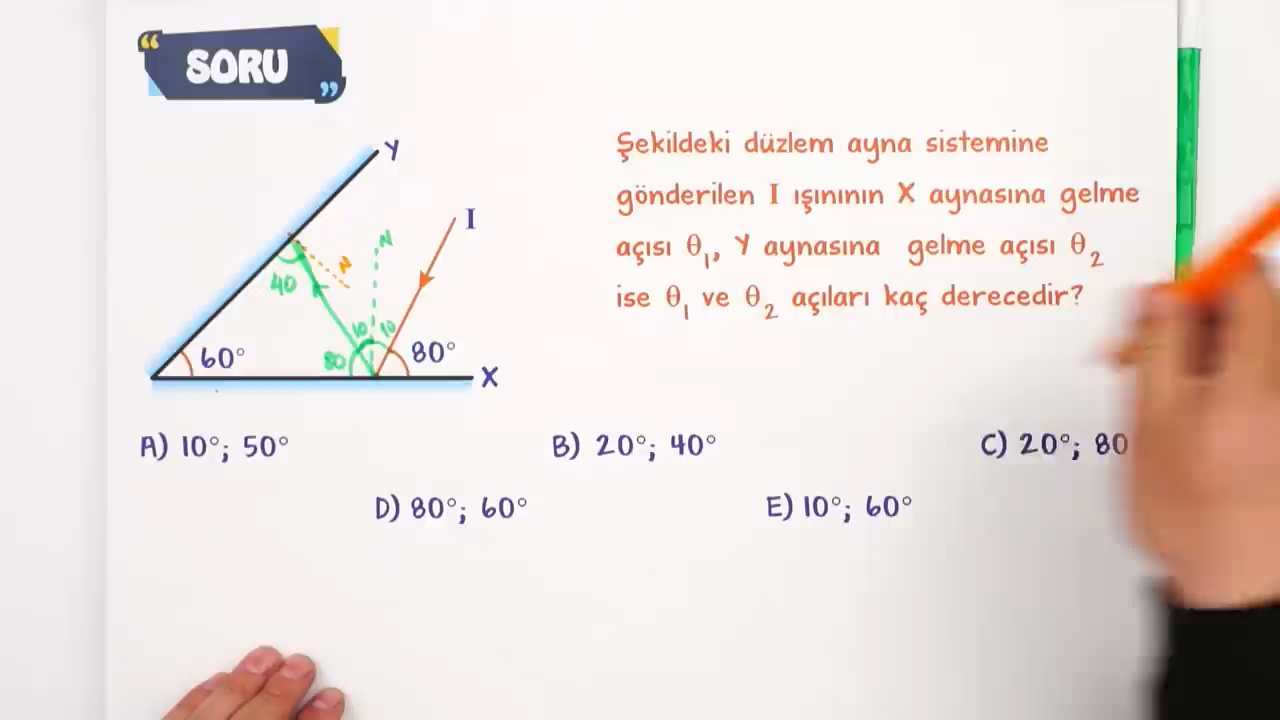 SORU
Y
I
N
N
40
10 10
60°
80
80°
X
Şekildeki düzlem ayna sistemine
gönderilen I ışınının X aynasına gelme
açısı θ₁, Y aynasına gelme açısı θ₂
ise θ₁ ve θ₂ açıları kaç derecedir?
A) 10°; 50°
B) 20°; 40°
C) 20°; 80
D) 80°; 60°
E) 10°; 60°